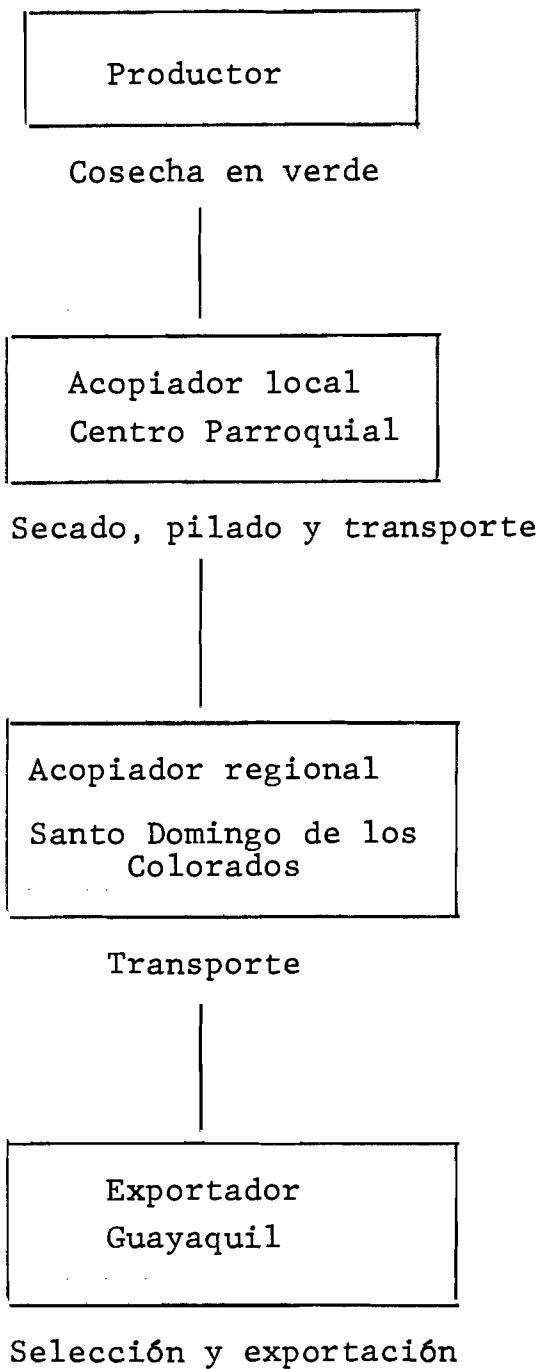 Productor
Cosecha en verde
Acopiador local
Centro Parroquial
Secado, pilado y transporte
Acopiador regional
Santo Domingo de los
Colorados
Transporte
Exportador
Guayaquil
Selección y exportación